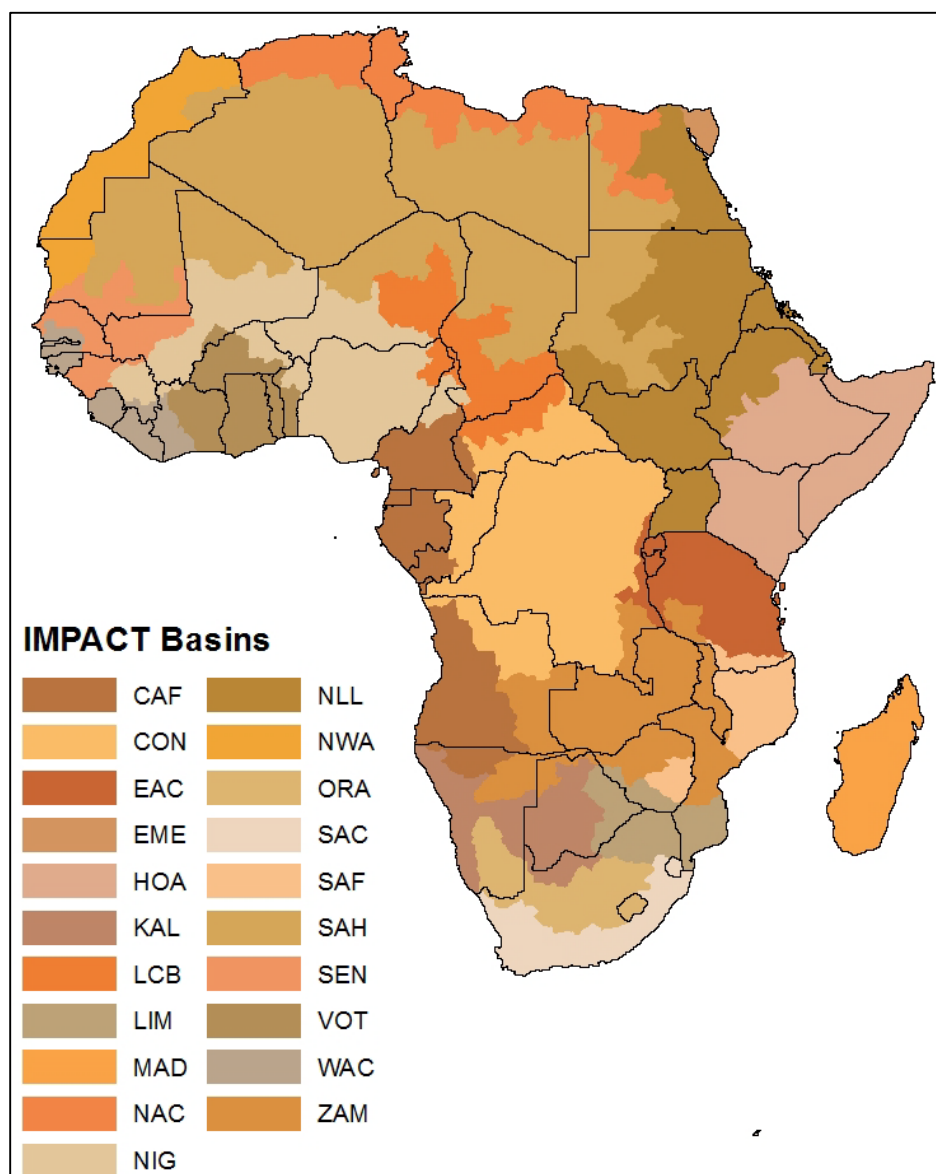 IMPACT Basins
CAF
CON
EAC
EME
HOA
KAL
LCB
LIM
MAD
NAC
NIG
NLL
NWA
ORA
SAC
SAF
SAH
SEN
VOT
WAC
ZAM